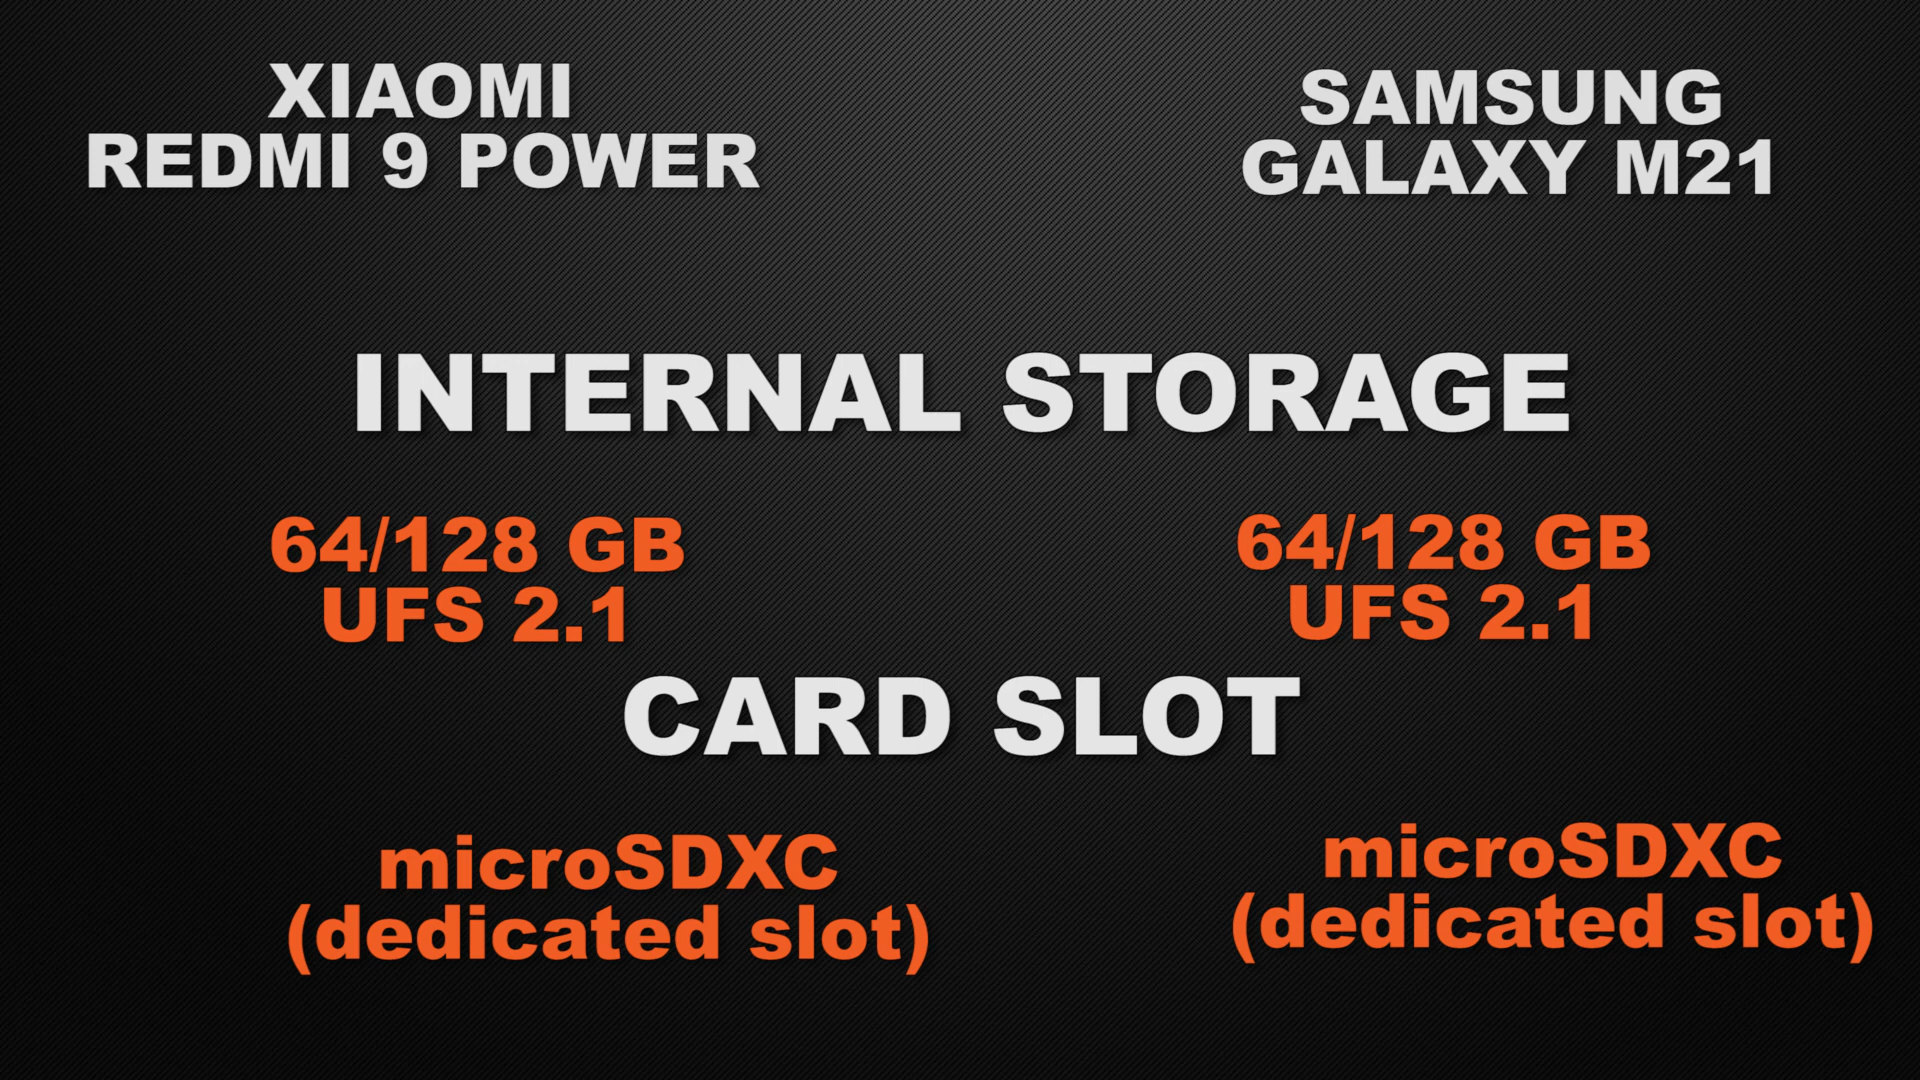 XIAOMI
REDMI 9 POWER
SAMSUNG
GALAXY M21
INTERNAL STORAGE
64/128 GB
UFS 2.1
64/128 GB
UFS 2.1
CARD SLOT
microSDXC
(dedicated slot)
microSDXC
(dedicated slot)